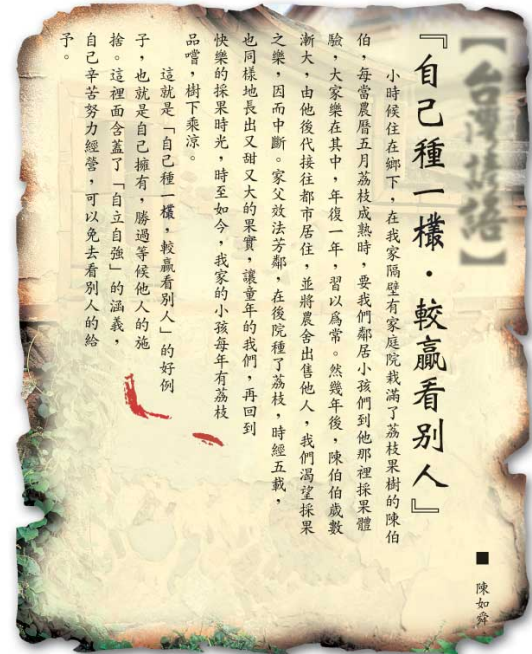 【台灣諺語】
『自己種一欉．較贏看別人』
■ 陳如舜
小時候住在鄉下，在我家隔壁有家庭院栽滿了荔枝果樹的陳伯
伯，每當農曆五月荔枝成熟時，要我們鄰居小孩們到他那裡採果體
驗，大家樂在其中，年復一年，習以為常。然幾年後，陳伯伯歲數
漸大，由他後代接往都市居住，並將農舍出售他人，我們渴望採果
之樂，因而中斷。家父效法芳鄰，在後院種了荔枝，時經五載，
也同樣地長出又甜又大的果實，讓童年的我們，再回到
快樂的採果時光，時至如今，我家的小孩每年有荔枝
品嚐，樹下乘涼。
這就是「自己種一欉，較贏看別人」的好例
子，也就是自己擁有，勝過等候他人的施
捨。這裡面含蓋了「自立自強」的涵義，
自己辛苦努力經營，可以免去看別人的給
予。